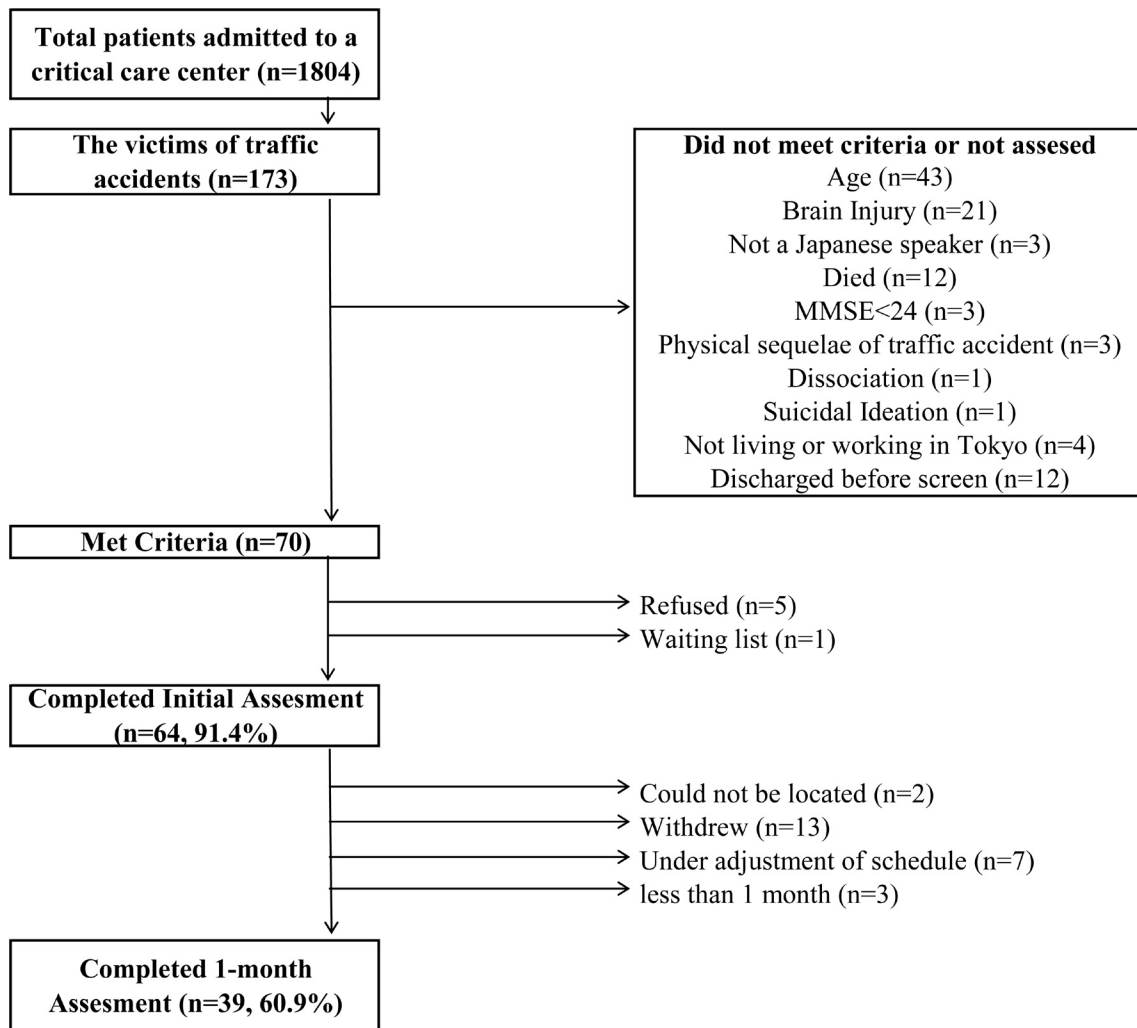 Total patients admitted to a
critical care center (n=1804)
The victims of traffic
accidents (n=173)
Did not meet criteria or not assesed
Age (n=43)
Brain Injury (n=21)
Not a Japanese speaker (n=3)
Died (n=12)
MMSE<24 (n=3)
Physical sequelae of traffic accident (n=3)
Dissociation (n=1)
Suicidal Ideation (n=1)
Not living or working in Tokyo (n=4)
Discharged before screen (n=12)
Met Criteria (n=70)
Refused (n=5)
Waiting list (n=1)
Completed Initial Assesment
(n=64, 91.4%)
Could not be located (n=2)
Withdrew (n=13)
Under adjustment of schedule (n=7)
less than 1 month (n=3)
Completed 1-month
Assesment (n=39, 60.9%)